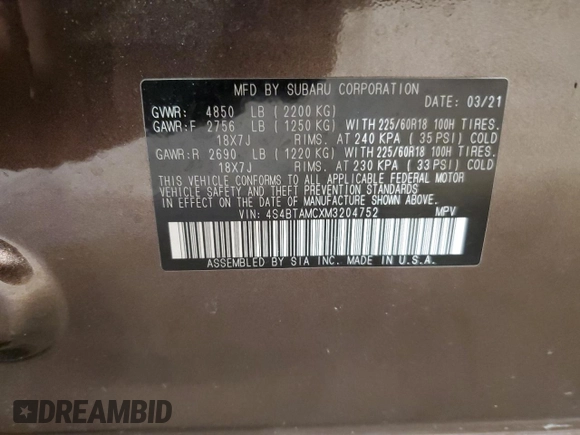 MFD BY SUBARU CORPORATION
DATE: 03/21
GVWR: 4850 LB (2200 KG)
GAWR:F 2756 LB (1250 KG) WITH 225/60R18 100H TIRES.
18X7J RIMS. AT 240 KPA (35 PSI) COLD
GAWR:R 2690 LB (1220 KG) WITH 225/60R18 100H TIRES.
18X7J RIMS. AT 230 KPA (33 PSI) COLD
THIS VEHICLE CONFORMS TO ALL APPLICABLE FEDERAL MOTOR
VEHICLE SAFETY AND THEFT PREVENTION STANDARDS
IN EFFECT ON THE DATE OF MANUFACTURE SHOWN ABOVE.
VIN: 4S4BTAMCXM3204752 MPV
ASSEMBLED BY SIA INC. MADE IN U.S.A.
DREAMBID